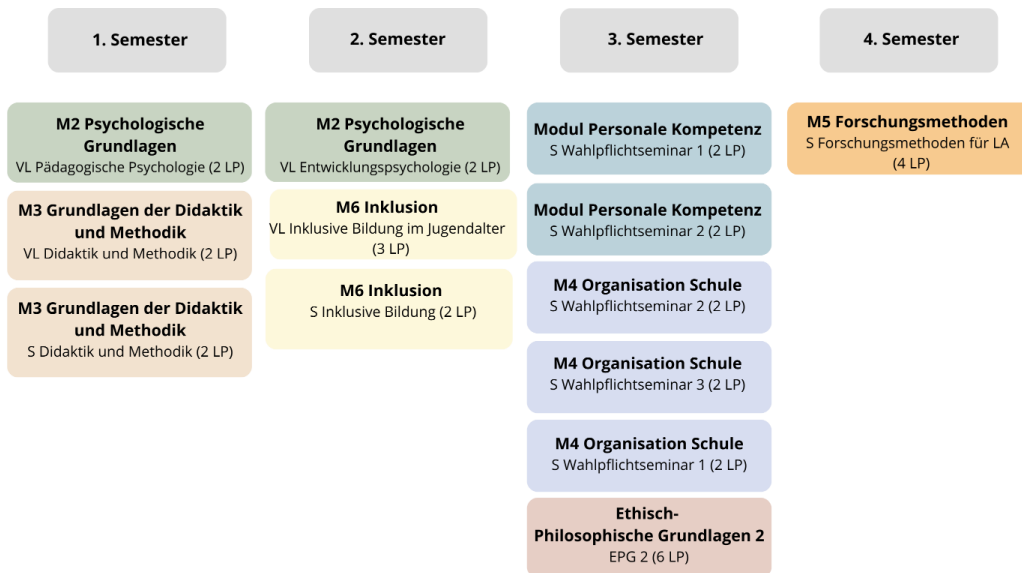 1. Semester
2. Semester
3. Semester
4. Semester
M2 Psychologische
Grundlagen
VL Pädagogische Psychologie (2 LP)
M3 Grundlagen der Didaktik
und Methodik
VL Didaktik und Methodik (2 LP)
M3 Grundlagen der Didaktik
und Methodik
S Didaktik und Methodik (2 LP)
M2 Psychologische
Grundlagen
VL Entwicklungspsychologie (2 LP)
M6 Inklusion
VL Inklusive Bildung im Jugendalter
(3 LP)
M6 Inklusion
S Inklusive Bildung (2 LP)
Modul Personale Kompetenz
S Wahlpflichtseminar 1 (2 LP)
Modul Personale Kompetenz
S Wahlpflichtseminar 2 (2 LP)
M4 Organisation Schule
S Wahlpflichtseminar 2 (2 LP)
M4 Organisation Schule
S Wahlpflichtseminar 3 (2 LP)
M4 Organisation Schule
S Wahlpflichtseminar 1 (2 LP)
Ethisch-
Philosophische Grundlagen 2
EPG 2 (6 LP)
M5 Forschungsmethoden
S Forschungsmethoden für LA
(4 LP)